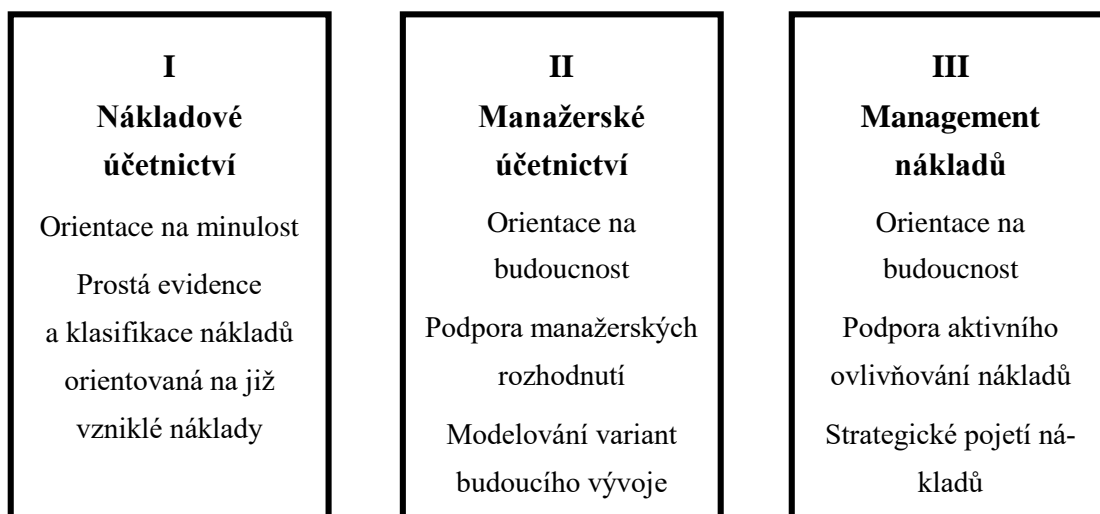 I
Nákladové
účetnictví
Orientace na minulost
Prostá evidence
a klasifikace nákladů
orientovaná na již
vzniklé náklady
II
Manažerské
účetnictví
Orientace na
budoucnost
Podpora manažerských
rozhodnutí
Modelování variant
budoucího vývoje
III
Management
nákladů
Orientace na
budoucnost
Podpora aktivního
ovlivňování nákladů
Strategické pojetí ná-
kladů